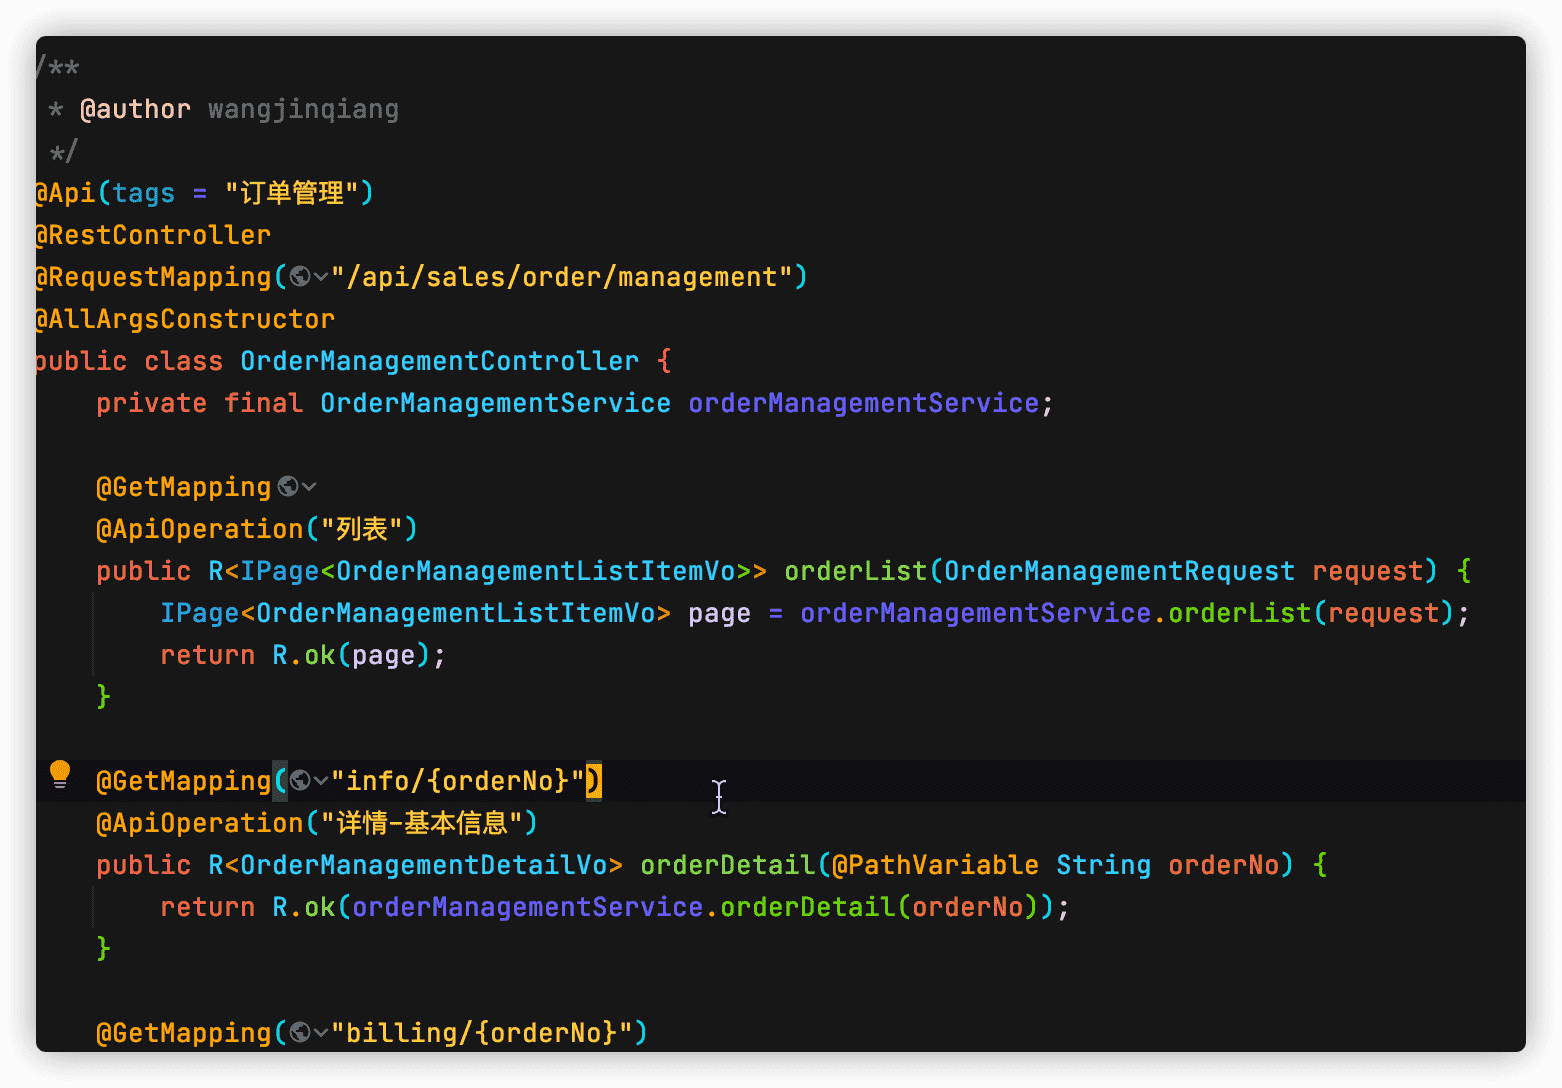 /**
 * @author wangjinqiang
 */
@Api(tags = "订单管理")
@RestController
@RequestMapping("/api/sales/order/management")
@AllArgsConstructor
public class OrderManagementController {
    private final OrderManagementService orderManagementService;

    @GetMapping
    @ApiOperation("列表")
    public R<IPage<OrderManagementListItemVo>> orderList(OrderManagementRequest request) {
        IPage<OrderManagementListItemVo> page = orderManagementService.orderList(request);
        return R.ok(page);
    }

    @GetMapping("info/{orderNo}")
    @ApiOperation("详情-基本信息")
    public R<OrderManagementDetailVo> orderDetail(@PathVariable String orderNo) {
        return R.ok(orderManagementService.orderDetail(orderNo));
    }

    @GetMapping("billing/{orderNo}")